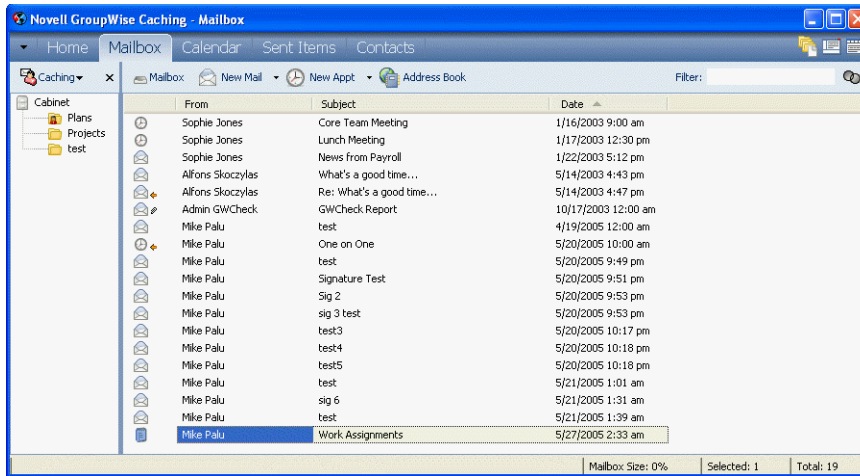 Novell GroupWise Caching - Mailbox
Home Mailbox Calendar Sent Items Contacts
Caching x Mailbox New Mail New Appt Address Book Filter:
Cabinet
Plans
Projects
test
From Subject Date
Sophie Jones Core Team Meeting 1/16/2003 9:00 am
Sophie Jones Lunch Meeting 1/17/2003 12:30 pm
Sophie Jones News from Payroll 1/22/2003 5:12 pm
Alfons Skoczylas What's a good time... 5/14/2003 4:43 pm
Alfons Skoczylas Re: What's a good time... 5/14/2003 4:47 pm
Admin GWCheck GWCheck Report 10/17/2003 12:00 am
Mike Palu test 4/19/2005 12:00 am
Mike Palu One on One 5/20/2005 10:00 am
Mike Palu test 5/20/2005 9:49 pm
Mike Palu Signature Test 5/20/2005 9:51 pm
Mike Palu Sig 2 5/20/2005 9:53 pm
Mike Palu sig 3 test 5/20/2005 9:53 pm
Mike Palu test3 5/20/2005 10:17 pm
Mike Palu test4 5/20/2005 10:18 pm
Mike Palu test5 5/20/2005 10:18 pm
Mike Palu test 5/21/2005 1:01 am
Mike Palu sig 6 5/21/2005 1:31 am
Mike Palu test 5/21/2005 1:39 am
Mike Palu Work Assignments 5/27/2005 2:33 am
Mailbox Size: 0% Selected: 1 Total: 19